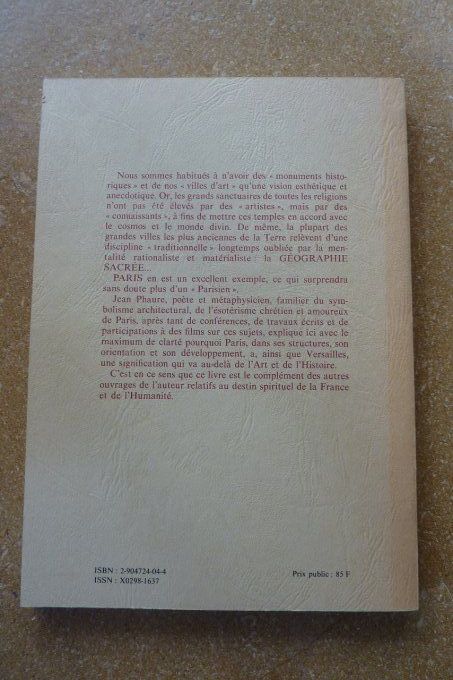 Nous sommes habitués à n'avoir des « monuments histo-
riques » et de nos « villes d'art » qu'une vision esthétique et
anecdotique. Or, les grands sanctuaires de toutes les religions
n'ont pas été élevés par des « artistes », mais par des
« connaissants », à fins de mettre ces temples en accord avec
le cosmos et le monde divin. De même, la plupart des
grandes villes les plus anciennes de la Terre relèvent d'une
discipline « traditionnelle » longtemps oubliée par la men-
talité rationaliste et matérialiste : la GÉOGRAPHIE
SACRÉE...
PARIS en est un excellent exemple, ce qui surprendra
sans doute plus d'un « Parisien ».
Jean Phaure, poète et métaphysicien, familier du sym-
bolisme architectural, de l'ésotérisme chrétien et amoureux
de Paris, après tant de conférences, de travaux écrits et de
participations à des films sur ces sujets, explique ici avec le
maximum de clarté pourquoi Paris, dans ses structures, son
orientation et son développement, a, ainsi que Versailles,
une signification qui va au-delà de l'Art et de l'Histoire.
C'est en ce sens que ce livre est le complément des autres
ouvrages de l'auteur relatifs au destin spirituel de la France
et de l'Humanité.
ISBN : 2-904724-04-4
ISSN : X0298-1637
Prix public : 85 F